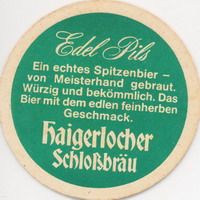 Edel Pils
Ein echtes Spitzenbier –
von Meisterhand gebraut.
Würzig und bekömmlich. Das
Bier mit dem edlen feinherben
Geschmack.
Haigerlocher
Schloßbräu